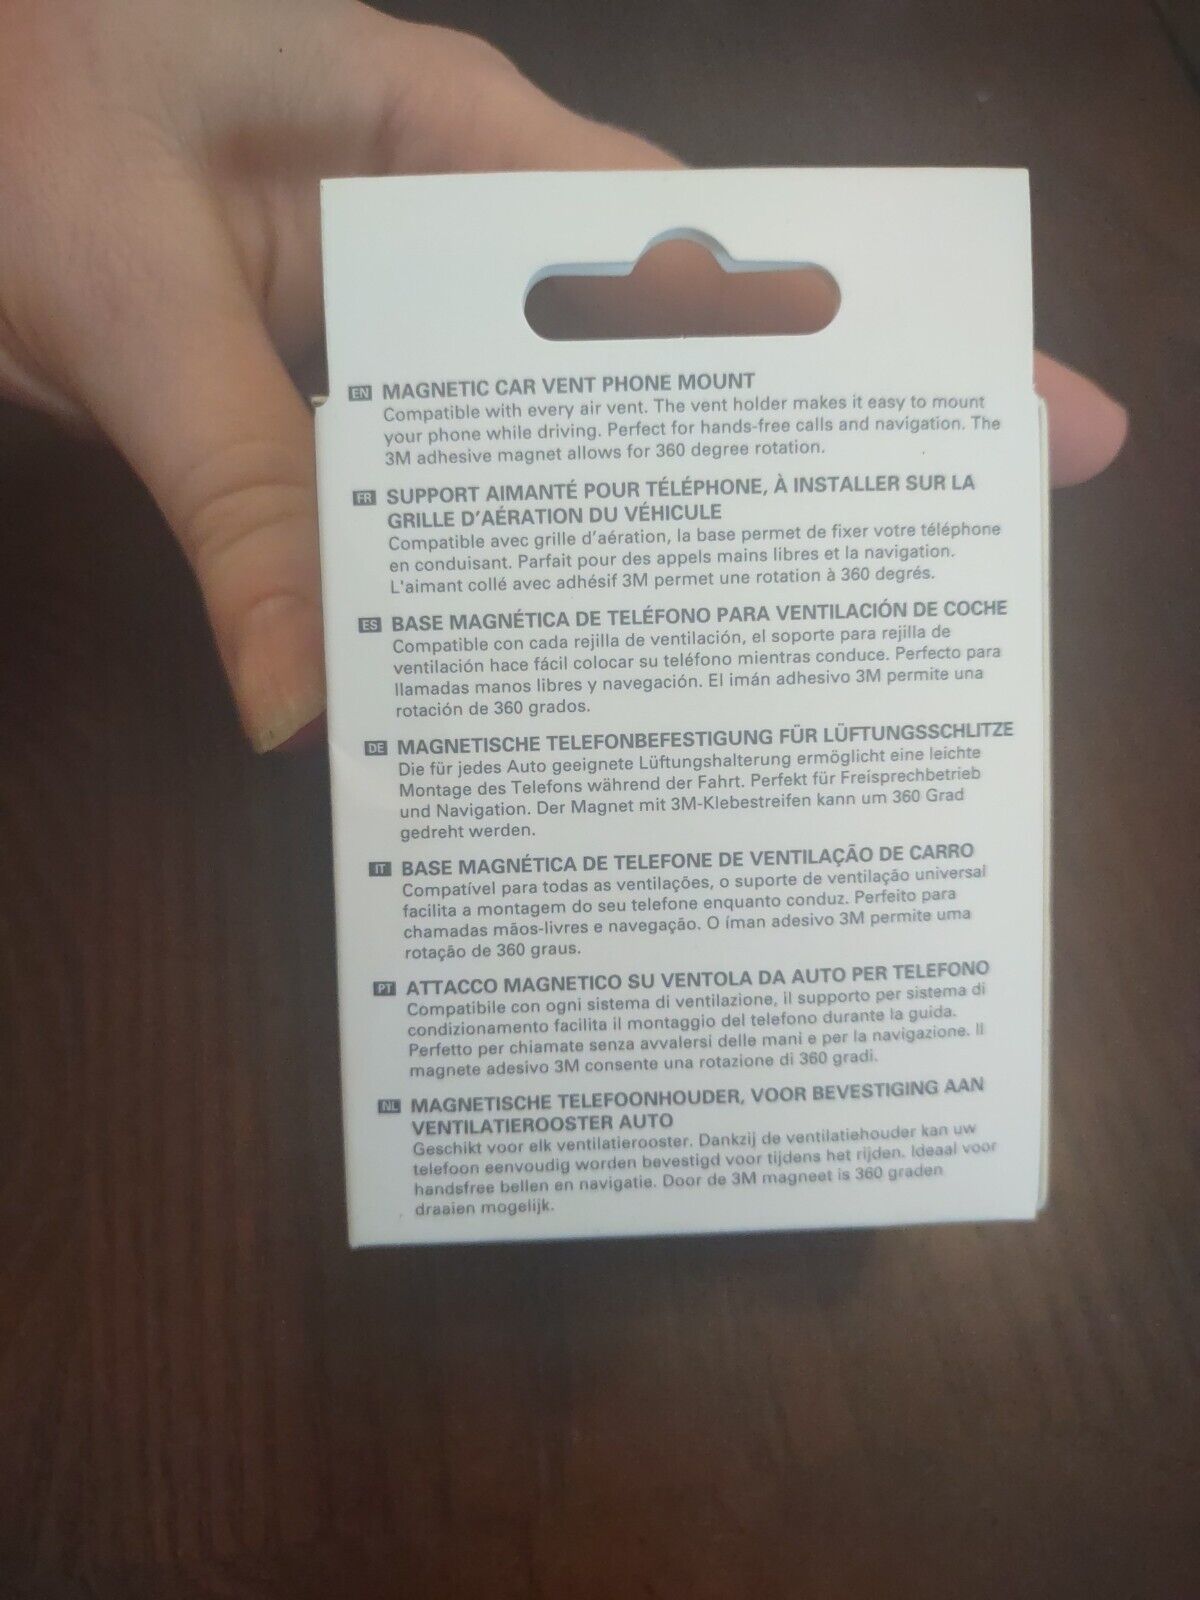 EN MAGNETIC CAR VENT PHONE MOUNT
Compatible with every air vent. The vent holder makes it easy to mount
your phone while driving. Perfect for hands-free calls and navigation. The
3M adhesive magnet allows for 360 degree rotation.
FR SUPPORT AIMANTÉ POUR TÉLÉPHONE, À INSTALLER SUR LA
GRILLE D'AÉRATION DU VÉHICULE
Compatible avec grille d'aération, la base permet de fixer votre téléphone
en conduisant. Parfait pour des appels mains libres et la navigation.
L'aimant collé avec adhésif 3M permet une rotation à 360 degrés.
ES BASE MAGNÉTICA DE TELÉFONO PARA VENTILACIÓN DE COCHE
Compatible con cada rejilla de ventilación, el soporte para rejilla de
ventilación hace fácil colocar su teléfono mientras conduce. Perfecto para
llamadas manos libres y navegación. El imán adhesivo 3M permite una
rotación de 360 grados.
DE MAGNETISCHE TELEFONBEFESTIGUNG FÜR LÜFTUNGSSCHLITZE
Die für jedes Auto geeignete Lüftungshalterung ermöglicht eine leichte
Montage des Telefons während der Fahrt. Perfekt für Freisprechbetrieb
und Navigation. Der Magnet mit 3M-Klebestreifen kann um 360 Grad
gedreht werden.
IT BASE MAGNÉTICA DE TELEFONE DE VENTILAÇÃO DE CARRO
Compatível para todas as ventilações, o suporte de ventilação universal
facilita a montagem do seu telefone enquanto conduz. Perfeito para
chamadas mãos-livres e navegação. O íman adesivo 3M permite uma
rotação de 360 graus.
PT ATTACCO MAGNETICO SU VENTOLA DA AUTO PER TELEFONO
Compatibile con ogni sistema di ventilazione, il supporto per sistema di
condizionamento facilita il montaggio del telefono durante la guida.
Perfetto per chiamate senza avvalersi delle mani e per la navigazione. Il
magnete adesivo 3M consente una rotazione di 360 gradi.
NL MAGNETISCHE TELEFOONHOUDER, VOOR BEVESTIGING AAN
VENTILATIEROOSTER AUTO
Geschikt voor elk ventilatierooster. Dankzij de ventilatiehouder kan uw
telefoon eenvoudig worden bevestigd voor tijdens het rijden. Ideaal voor
handsfree bellen en navigatie. Door de 3M magneet is 360 graden
draaien mogelijk.